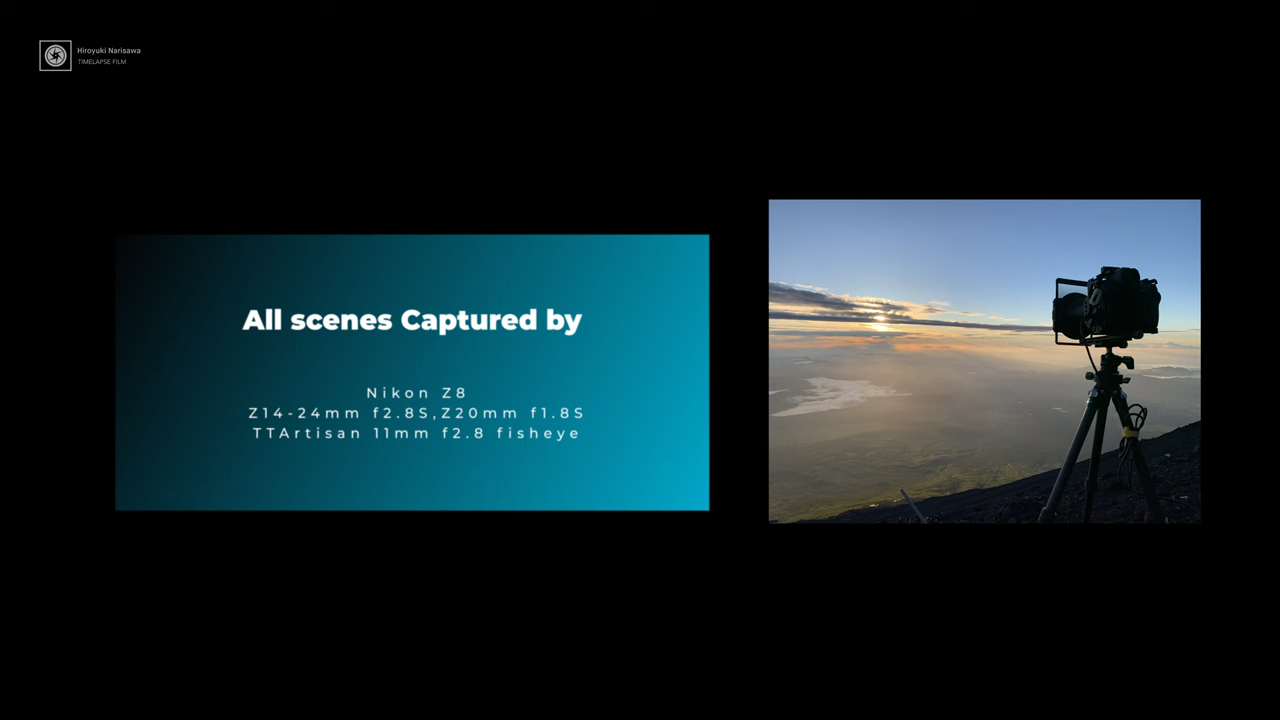 Hiroyuki Narisawa
TIMELAPSE FILM
All scenes Captured by
Nikon Z8
Z14-24mm f2.8S,Z20mm f1.8S
TTArtisan 11mm f2.8 fisheye